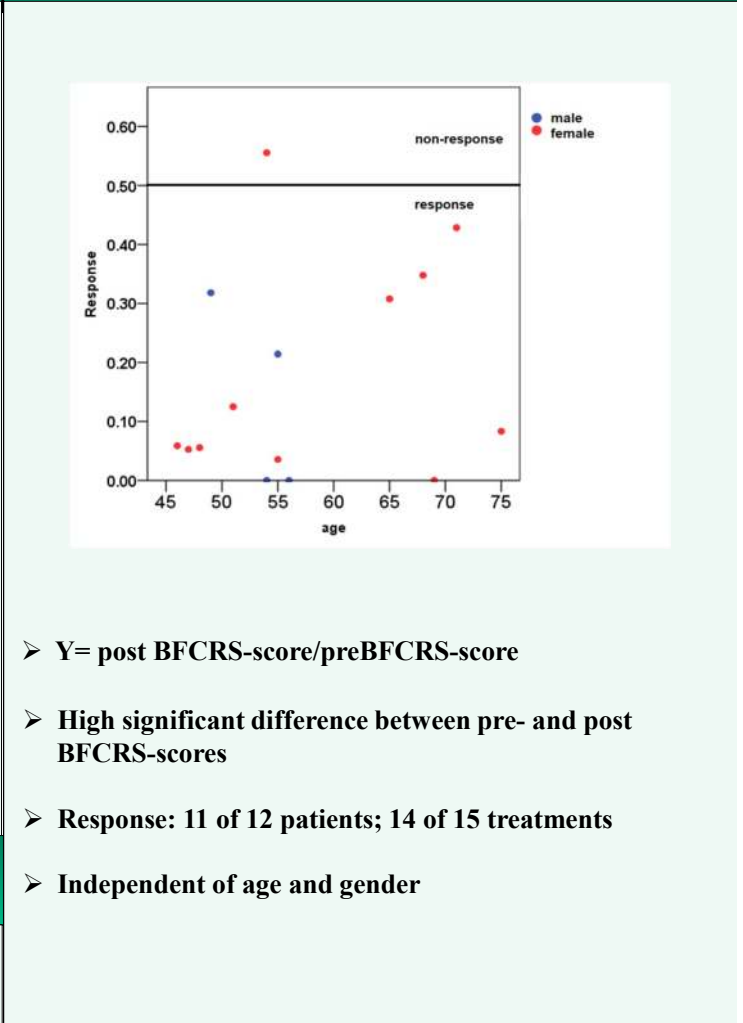 male
female
0.60
non-response
0.50
response
0.40
Response
0.30
0.20
0.10
0.00
45 50 55 60 65 70 75
age
➢ Y= post BFCRS-score/preBFCRS-score
➢ High significant difference between pre- and post
BFCRS-scores
➢ Response: 11 of 12 patients; 14 of 15 treatments
➢ Independent of age and gender